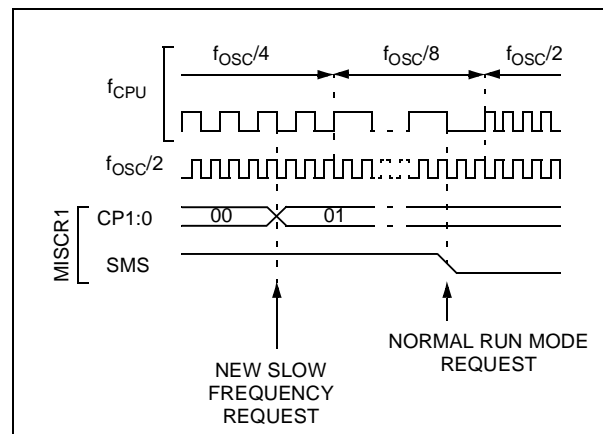 fOSC/4 fOSC/8 fOSC/2
fCPU
fOSC/2
MISCR1
CP1:0 00 01
SMS
NEW SLOW
FREQUENCY
REQUEST
NORMAL RUN MODE
REQUEST